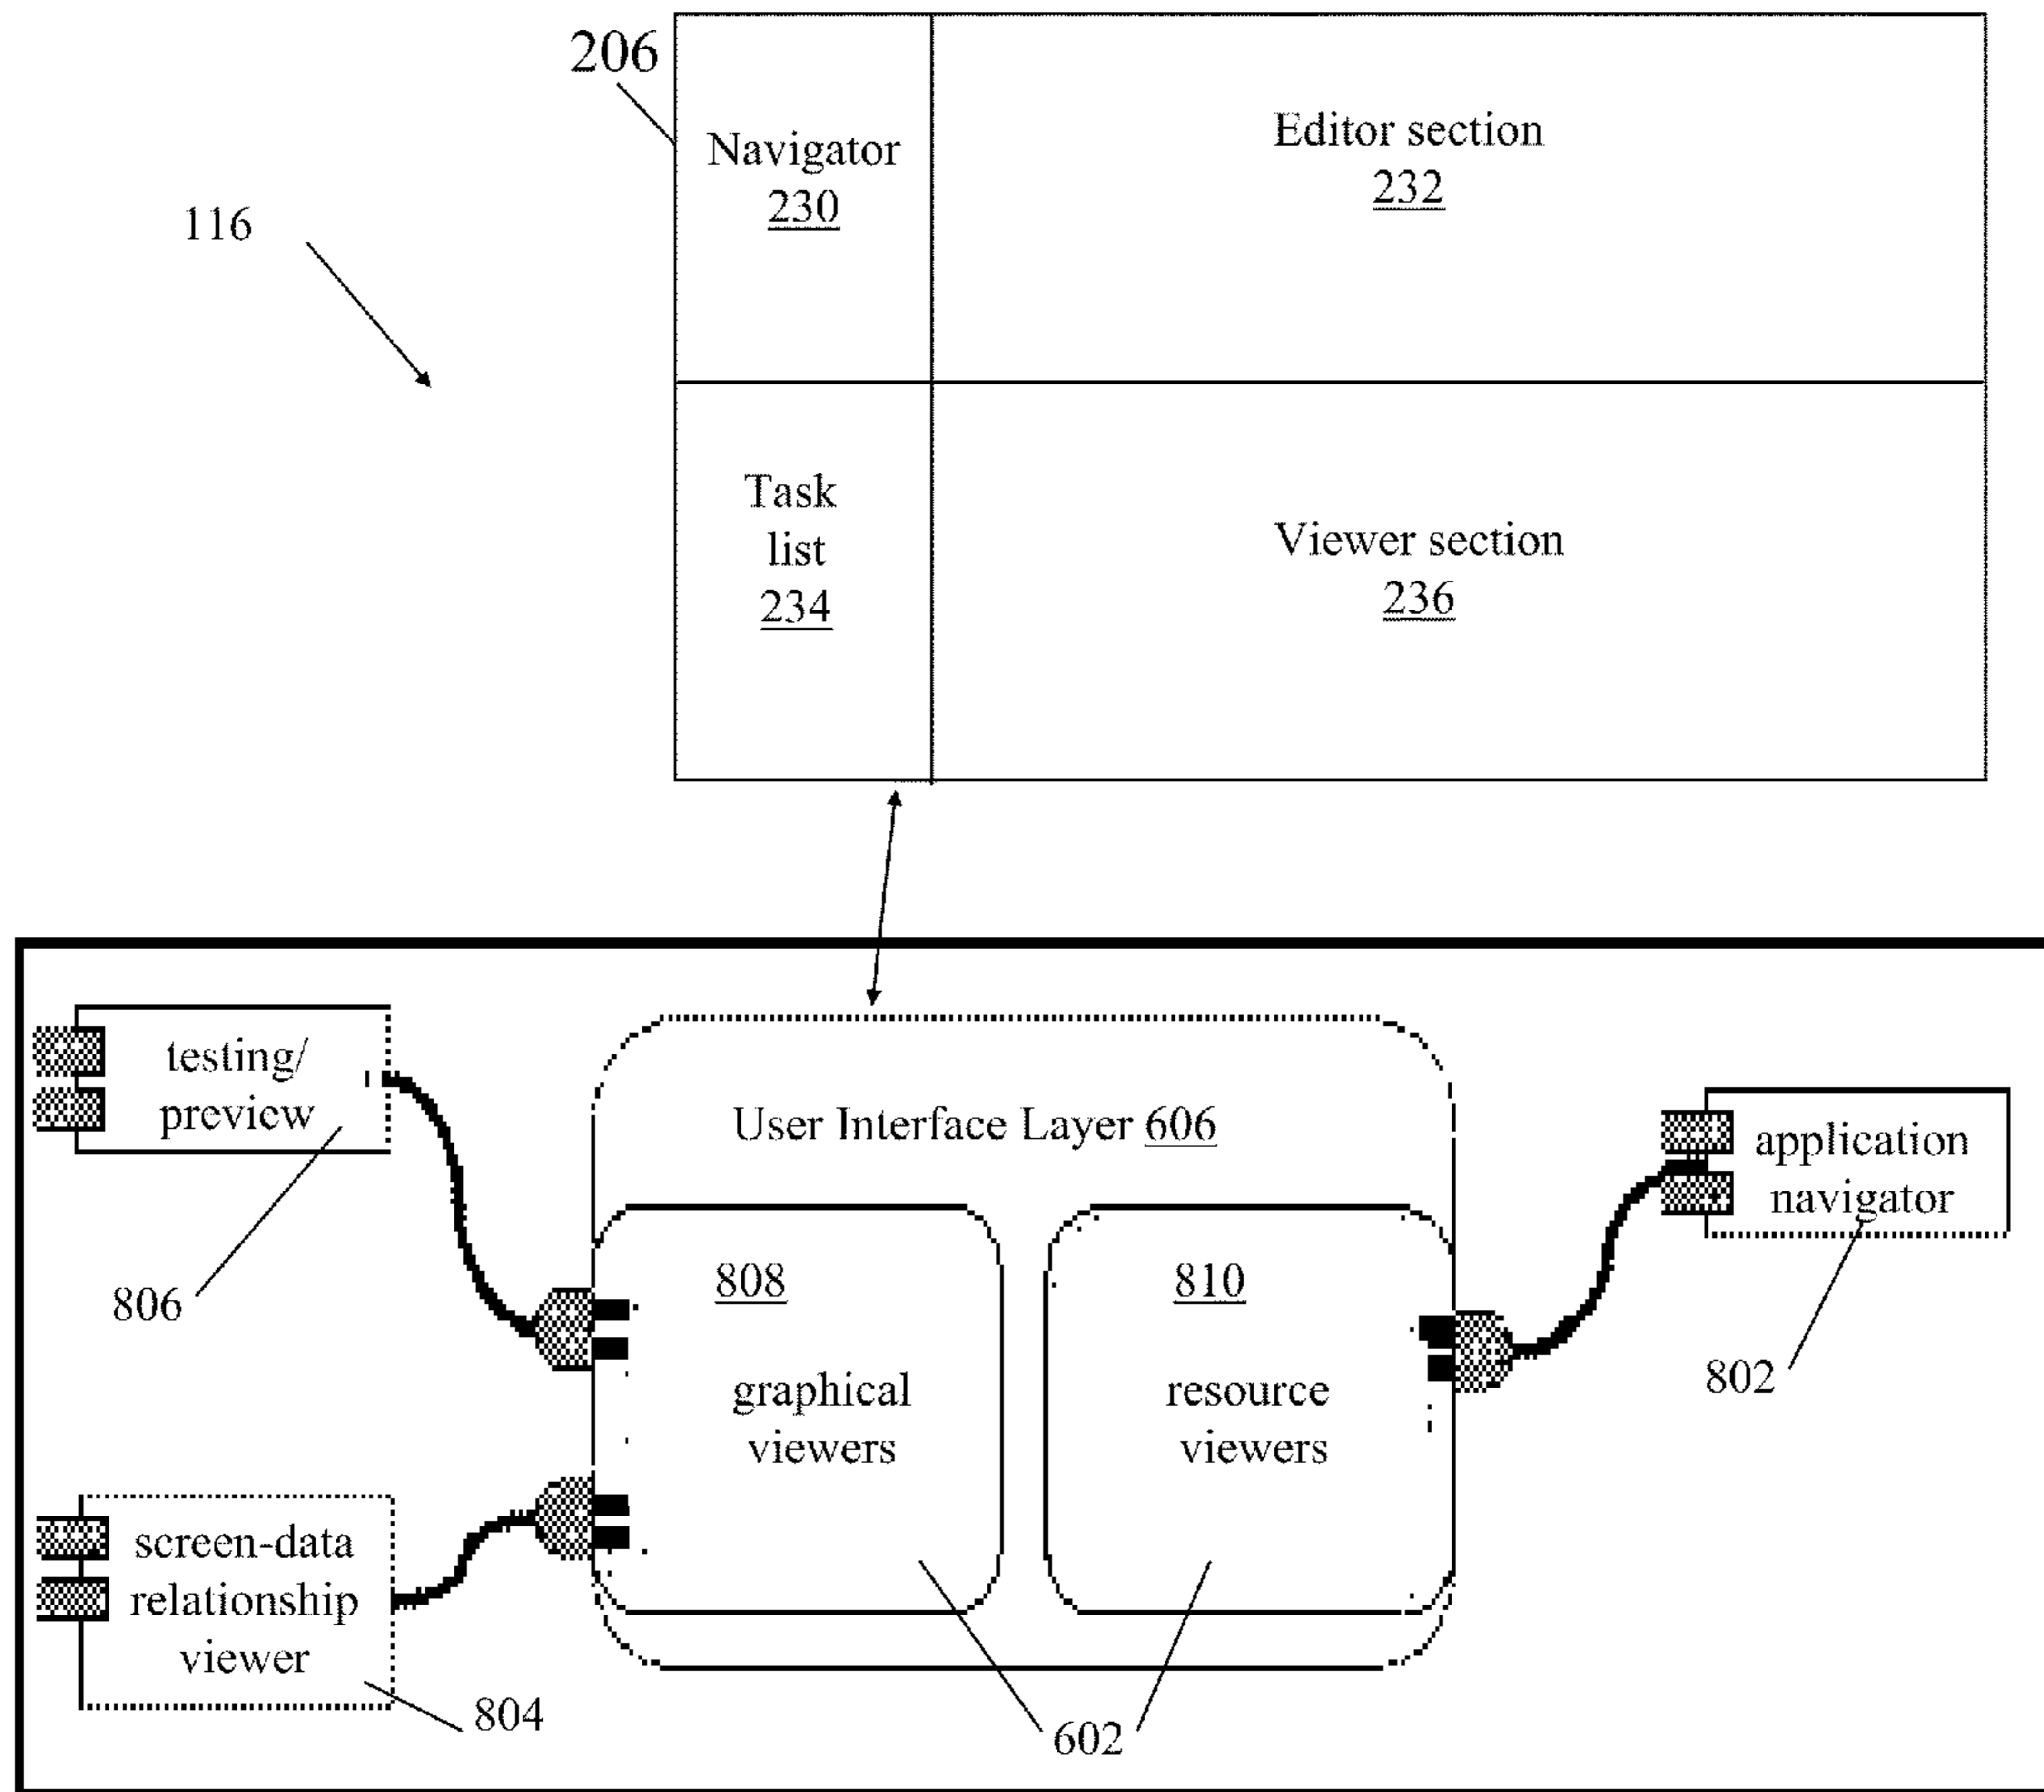 206
Navigator
230
Editor section
232
116
Task
list
234
Viewer section
236
testing/
preview
User Interface Layer 606
application
navigator
806
808
graphical
viewers
810
resource
viewers
802
screen-data
relationship
viewer
804
602